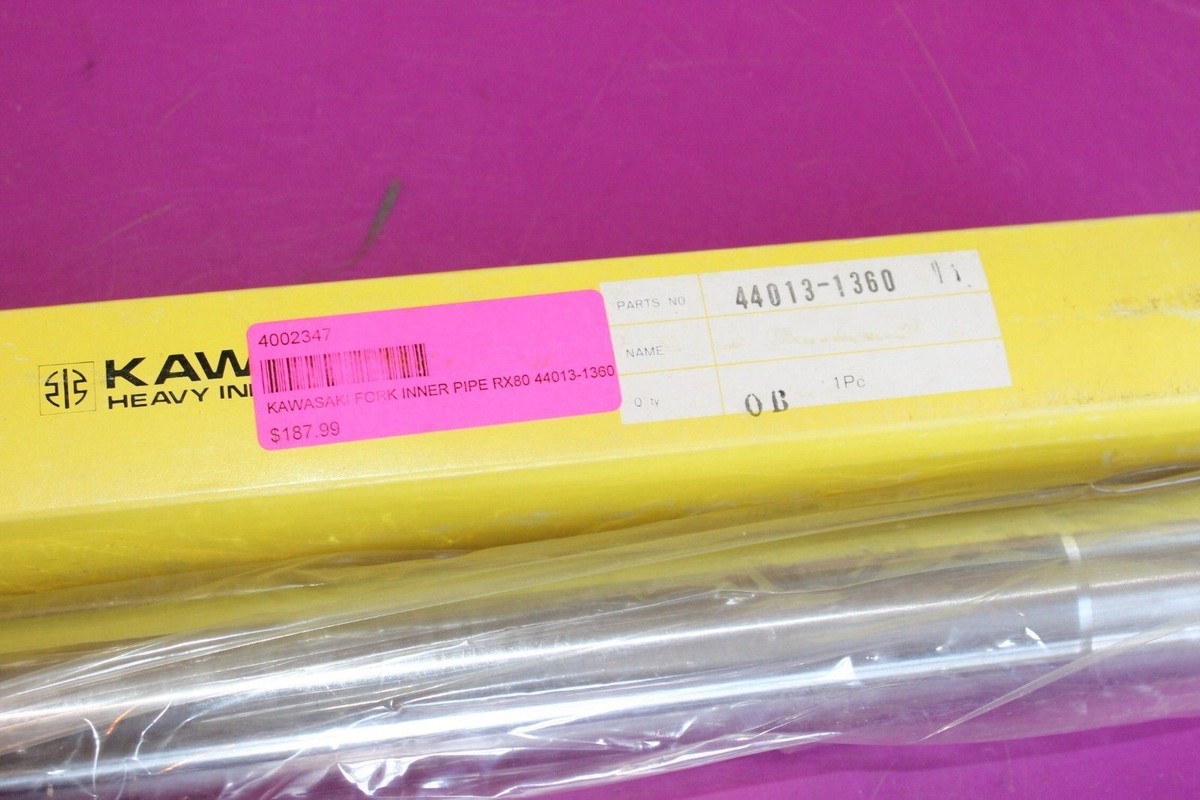 KAW
HEAVY IN
4002347
KAWASAKI FORK INNER PIPE RX80 44013-1360
$187.99
PARTS NO 44013-1360
NAME
Q'ty OB 1Pc